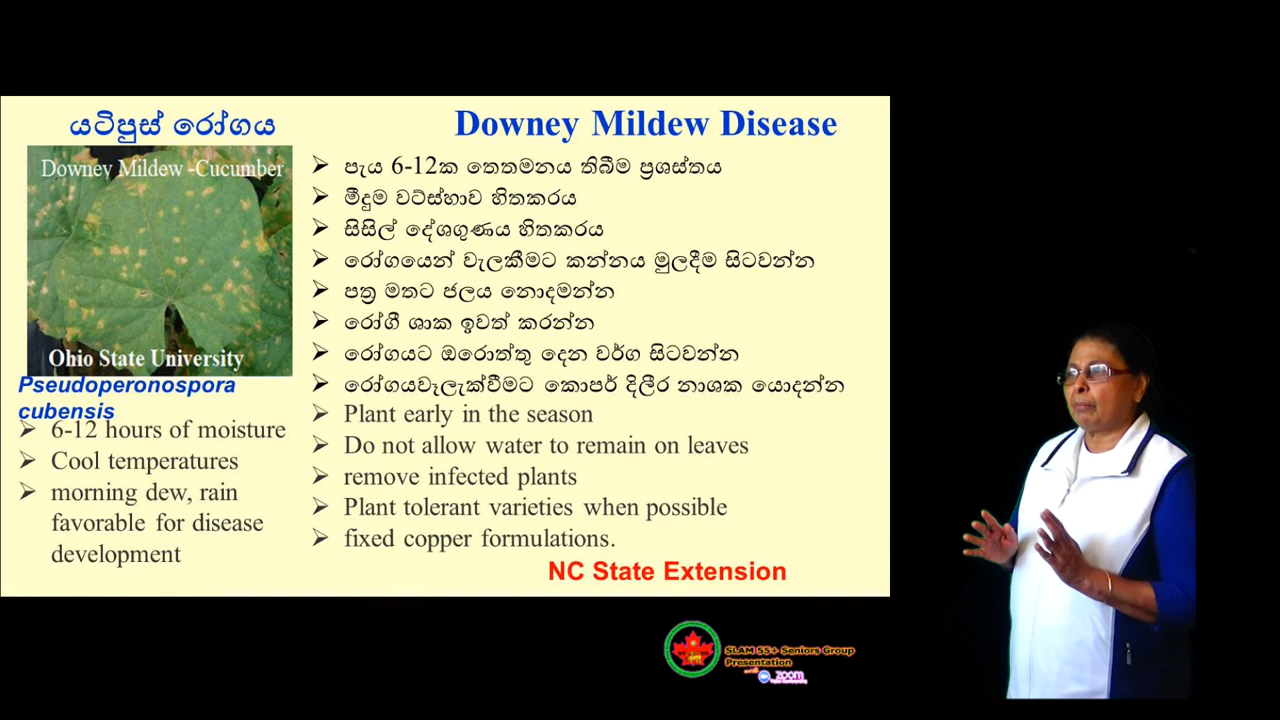 යටිපුස් රෝගය
Downey Mildew Disease
Downey Mildew -Cucumber
Ohio State University
Pseudoperonospora
cubensis
6-12 hours of moisture
Cool temperatures
morning dew, rain
favorable for disease
development
පැය 6-12ක තෙතමනය තිබීම ප්‍රශස්තය
මීදුම වට්ස්භාව හිතකරය
සිසිල් දේශගුණය හිතකරය
රෝගයෙන් වැලකීමට කන්නය මුලදීම සිටවන්න
පත්‍ර මතට ජලය නොදමන්න
රෝගී ශාක ඉවත් කරන්න
රෝගයට ඔරොත්තු දෙන වර්ග සිටවන්න
රෝගයවෑලැක්වීමට කොපර් දිලීර නාශක යොදන්න
Plant early in the season
Do not allow water to remain on leaves
remove infected plants
Plant tolerant varieties when possible
fixed copper formulations.
NC State Extension
SLAM 55+ Seniors Group
Presentation
zoom